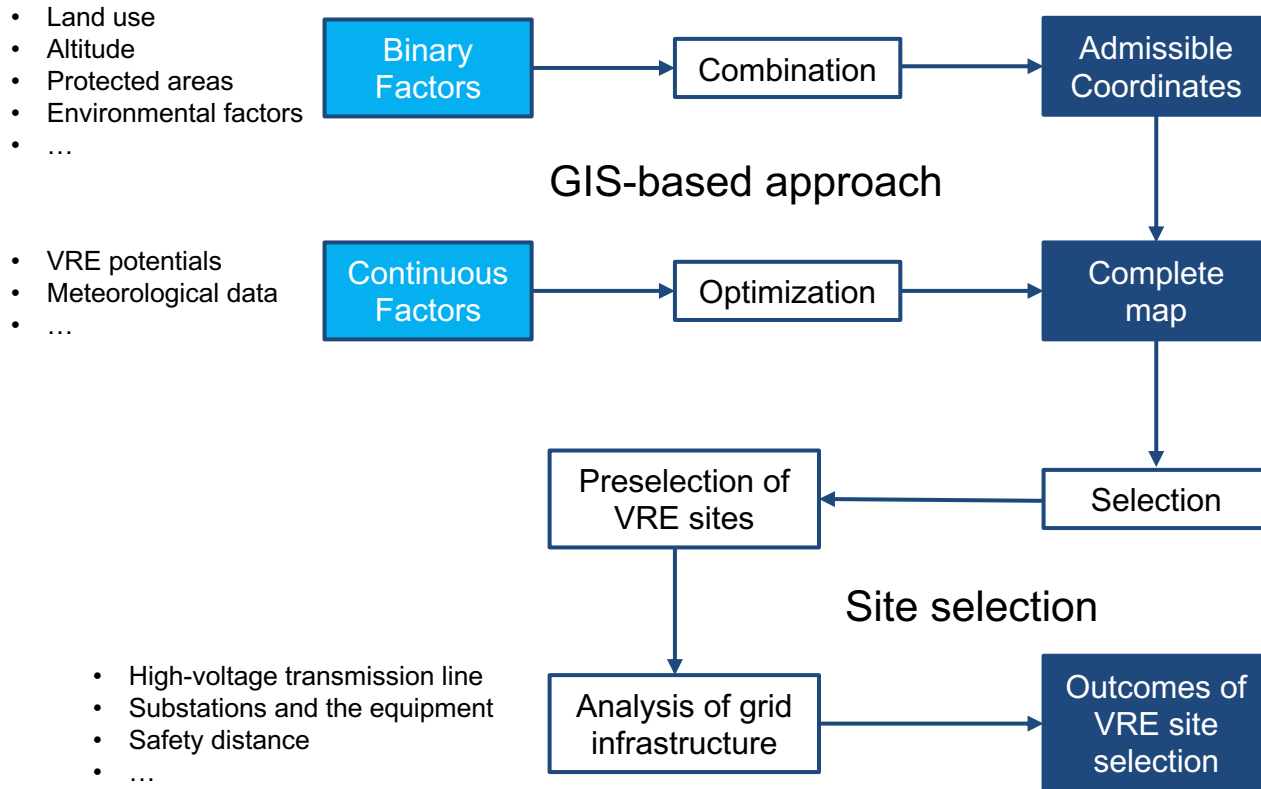 • Land use
• Altitude
• Protected areas
• Environmental factors
• …
Binary
Factors
Combination
Admissible
Coordinates
GIS-based approach
• VRE potentials
• Meteorological data
• …
Continuous
Factors
Optimization
Complete
map
Preselection of
VRE sites
Selection
Site selection
• High-voltage transmission line
• Substations and the equipment
• Safety distance
• …
Analysis of grid
infrastructure
Outcomes of
VRE site
selection